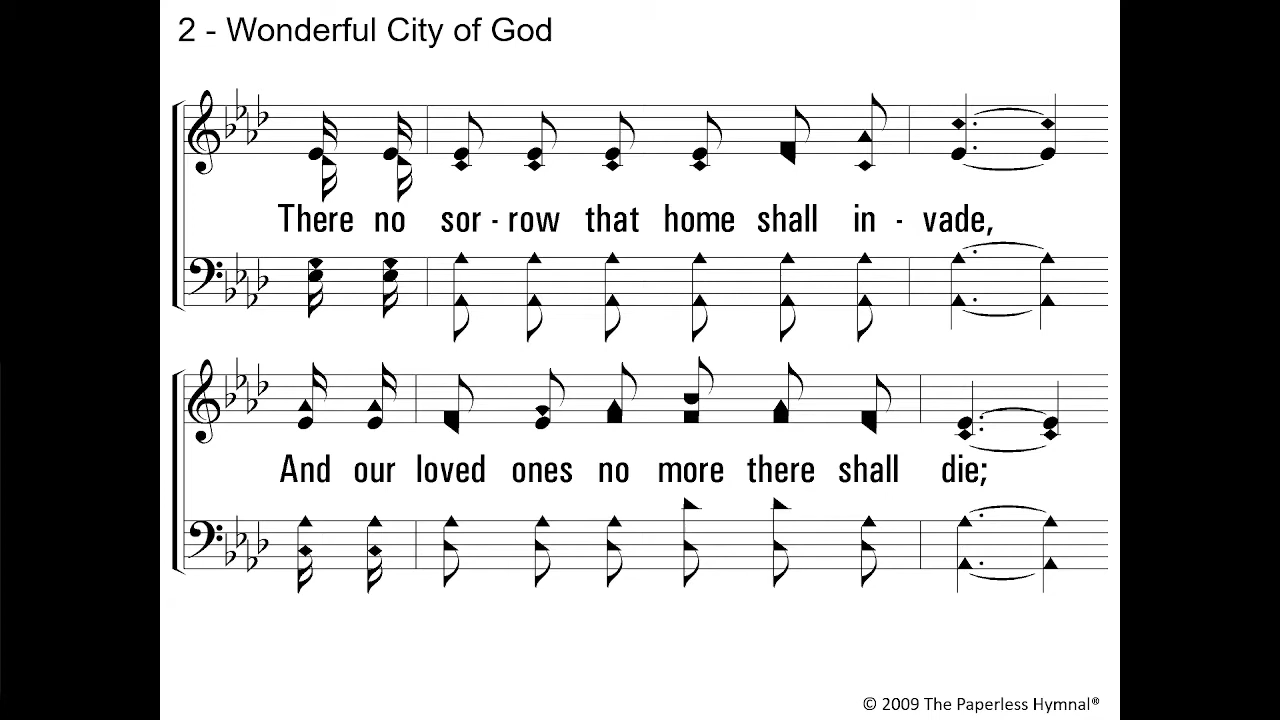 2 - Wonderful City of God
There no sor - row that home shall in - vade,
And our loved ones no more there shall die;
© 2009 The Paperless Hymnal®